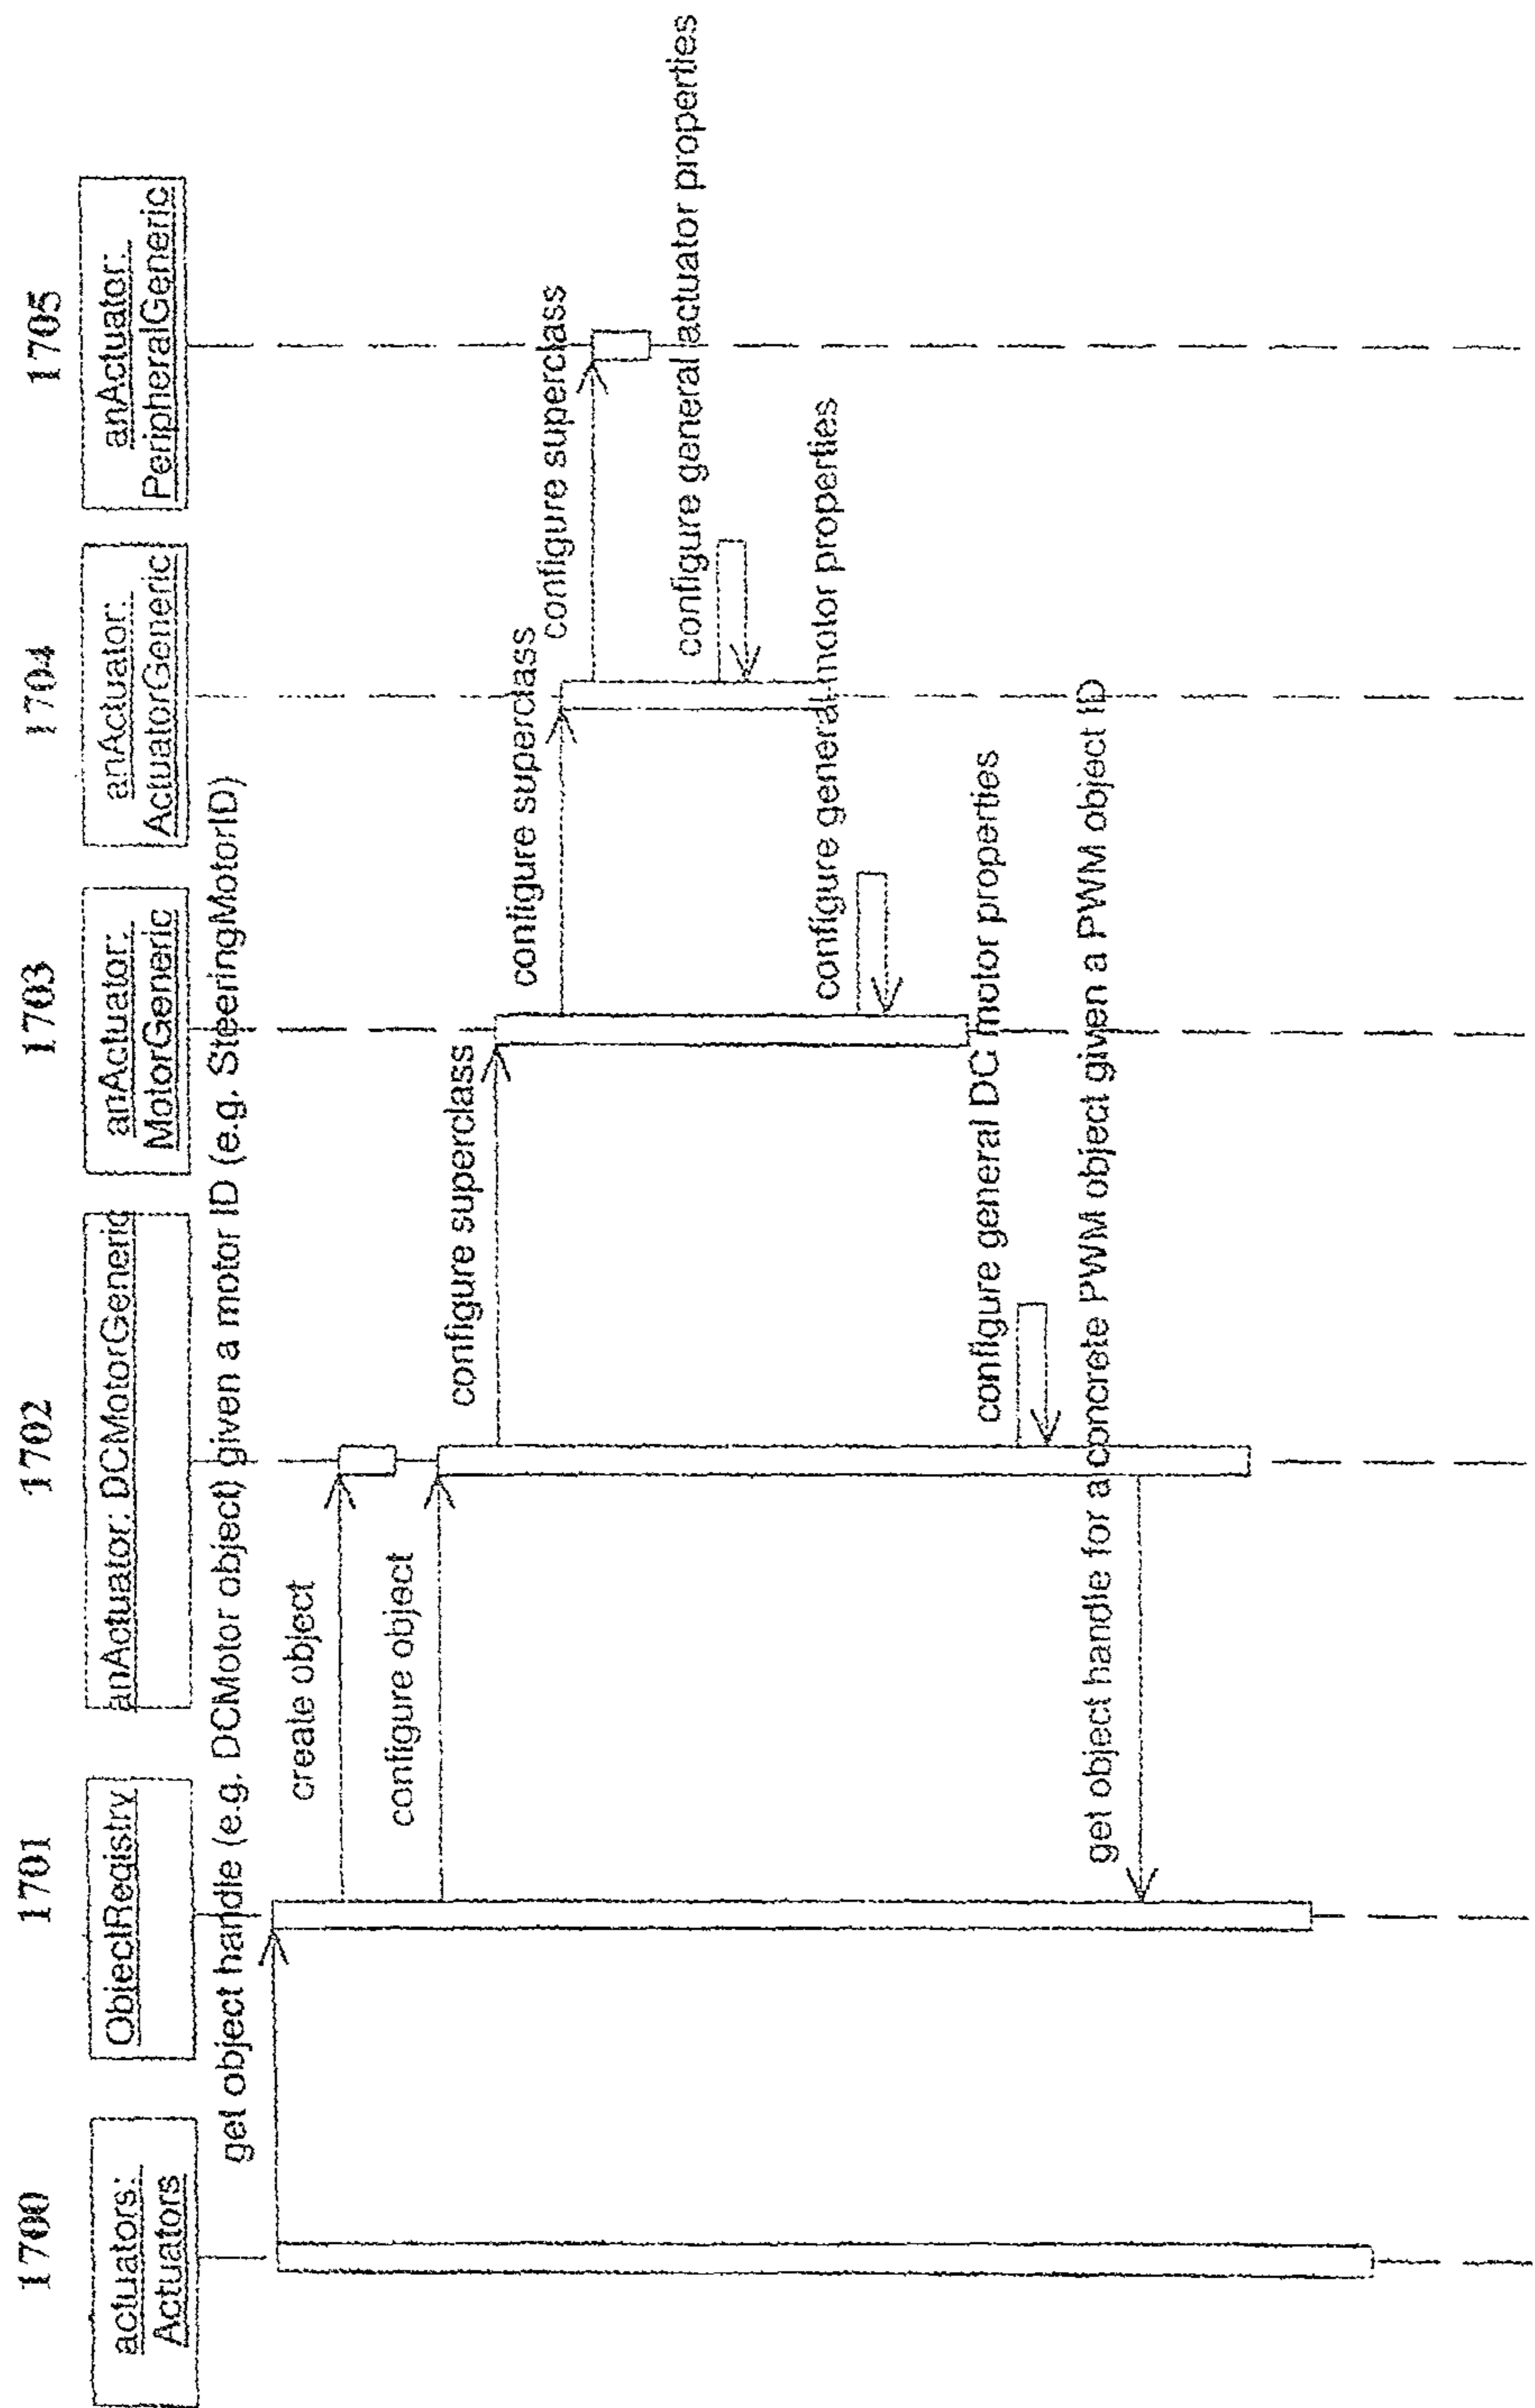 1700
1701
1702
1703
1704
1705
actuators:
Actuators
ObjectRegistry
anActuator: DCMotorGeneric
anActuator:
MotorGeneric
anActuator:
ActuatorGeneric
anActuator:
PeripheralGeneric
get object handle (e.g. DCMotor object) given a motor ID (e.g. SteeringMotorID)
create object
configure object
configure superclass
configure superclass
configure superclass
configure general actuator properties
configure general motor properties
configure general DC motor properties
get object handle for a concrete PWM object given a PWM object ID